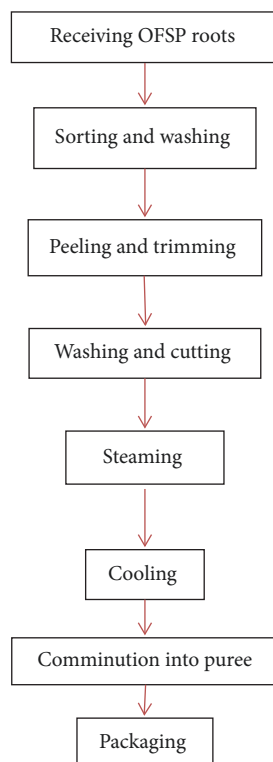 Receiving OFSP roots
Sorting and washing
Peeling and trimming
Washing and cutting
Steaming
Cooling
Comminution into puree
Packaging